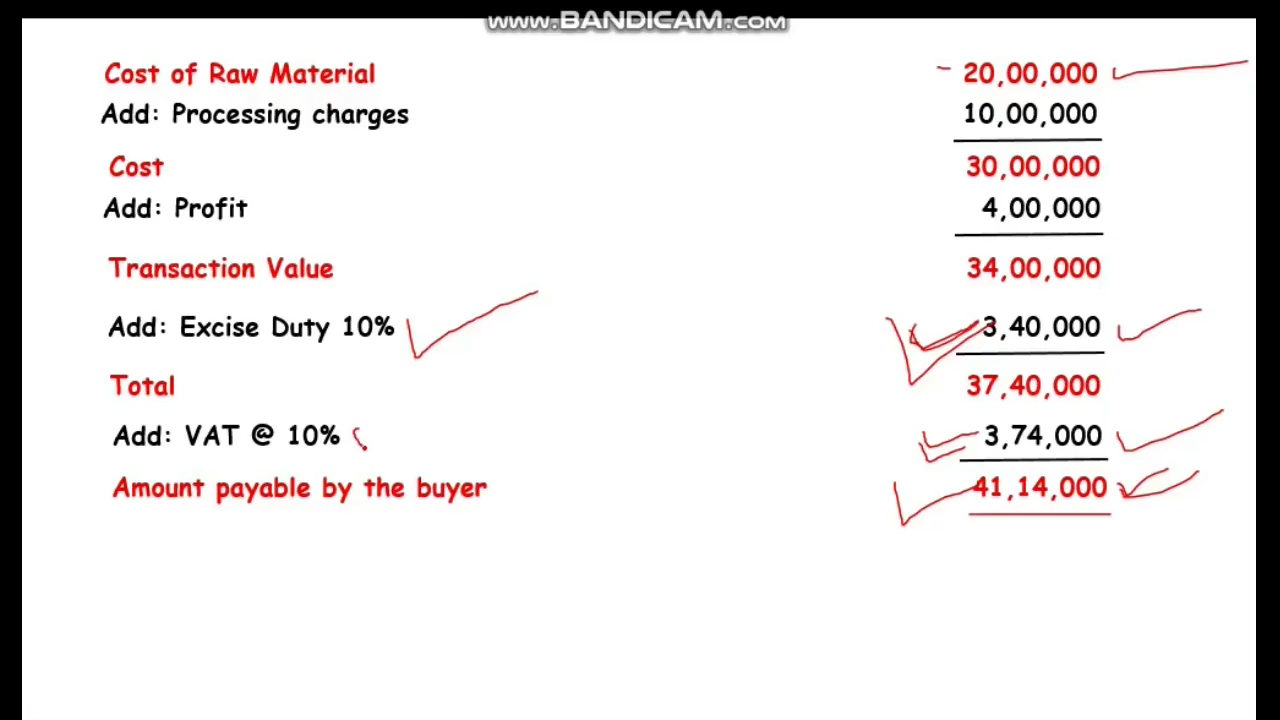 www.BANDICAM.com
Cost of Raw Material 20,00,000
Add: Processing charges 10,00,000
Cost 30,00,000
Add: Profit 4,00,000
Transaction Value 34,00,000
Add: Excise Duty 10% 3,40,000
Total 37,40,000
Add: VAT @ 10% 3,74,000
Amount payable by the buyer 41,14,000